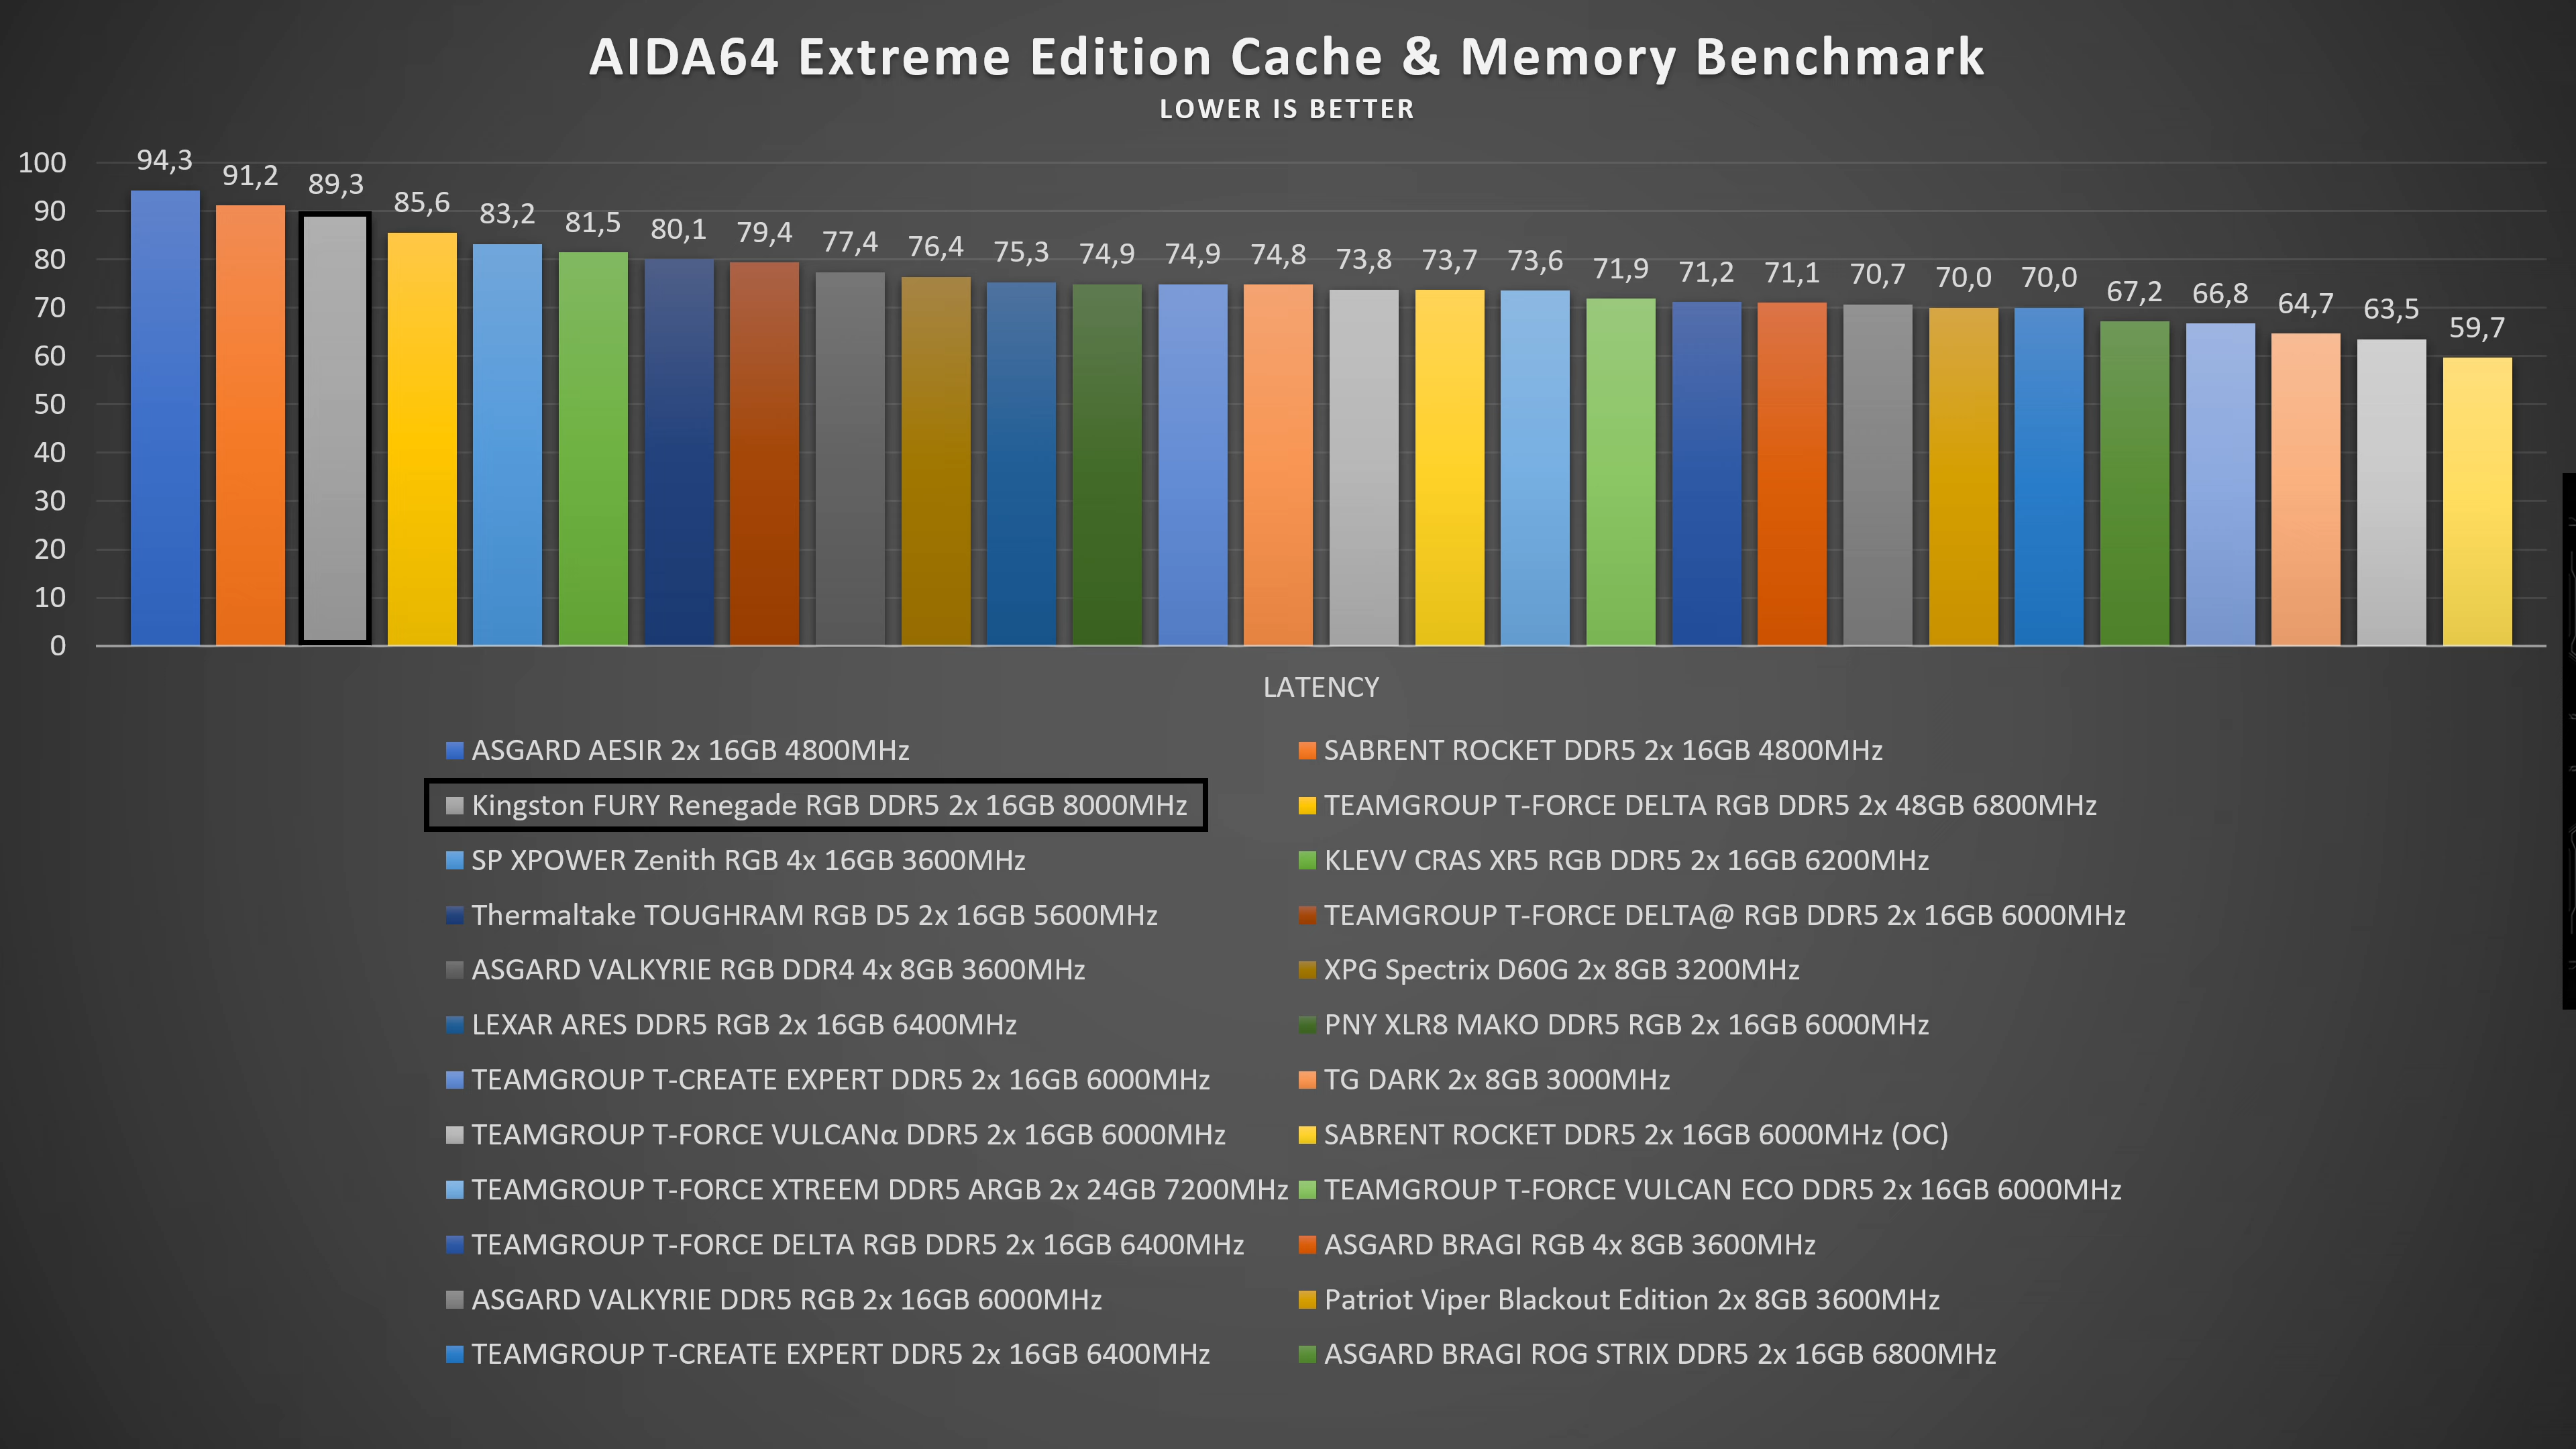 AIDA64 Extreme Edition Cache & Memory Benchmark
LOWER IS BETTER
100
90
80
70
60
50
40
30
20
10
0
94,3 91,2 89,3 85,6 83,2 81,5 80,1 79,4 77,4 76,4 75,3 74,9 74,9 74,8 73,8 73,7 73,6 71,9 71,2 71,1 70,7 70,0 70,0 67,2 66,8 64,7 63,5 59,7
LATENCY
ASGARD AESIR 2x 16GB 4800MHz
SABRENT ROCKET DDR5 2x 16GB 4800MHz
Kingston FURY Renegade RGB DDR5 2x 16GB 8000MHz
TEAMGROUP T-FORCE DELTA RGB DDR5 2x 48GB 6800MHz
SP XPOWER Zenith RGB 4x 16GB 3600MHz
KLEVV CRAS XR5 RGB DDR5 2x 16GB 6200MHz
Thermaltake TOUGHRAM RGB D5 2x 16GB 5600MHz
TEAMGROUP T-FORCE DELTA@ RGB DDR5 2x 16GB 6000MHz
ASGARD VALKYRIE RGB DDR4 4x 8GB 3600MHz
XPG Spectrix D60G 2x 8GB 3200MHz
LEXAR ARES DDR5 RGB 2x 16GB 6400MHz
PNY XLR8 MAKO DDR5 RGB 2x 16GB 6000MHz
TEAMGROUP T-CREATE EXPERT DDR5 2x 16GB 6000MHz
TG DARK 2x 8GB 3000MHz
TEAMGROUP T-FORCE VULCANα DDR5 2x 16GB 6000MHz
SABRENT ROCKET DDR5 2x 16GB 6000MHz (OC)
TEAMGROUP T-FORCE XTREEM DDR5 ARGB 2x 24GB 7200MHz
TEAMGROUP T-FORCE VULCAN ECO DDR5 2x 16GB 6000MHz
TEAMGROUP T-FORCE DELTA RGB DDR5 2x 16GB 6400MHz
ASGARD BRAGI RGB 4x 8GB 3600MHz
ASGARD VALKYRIE DDR5 RGB 2x 16GB 6000MHz
Patriot Viper Blackout Edition 2x 8GB 3600MHz
TEAMGROUP T-CREATE EXPERT DDR5 2x 16GB 6400MHz
ASGARD BRAGI ROG STRIX DDR5 2x 16GB 6800MHz